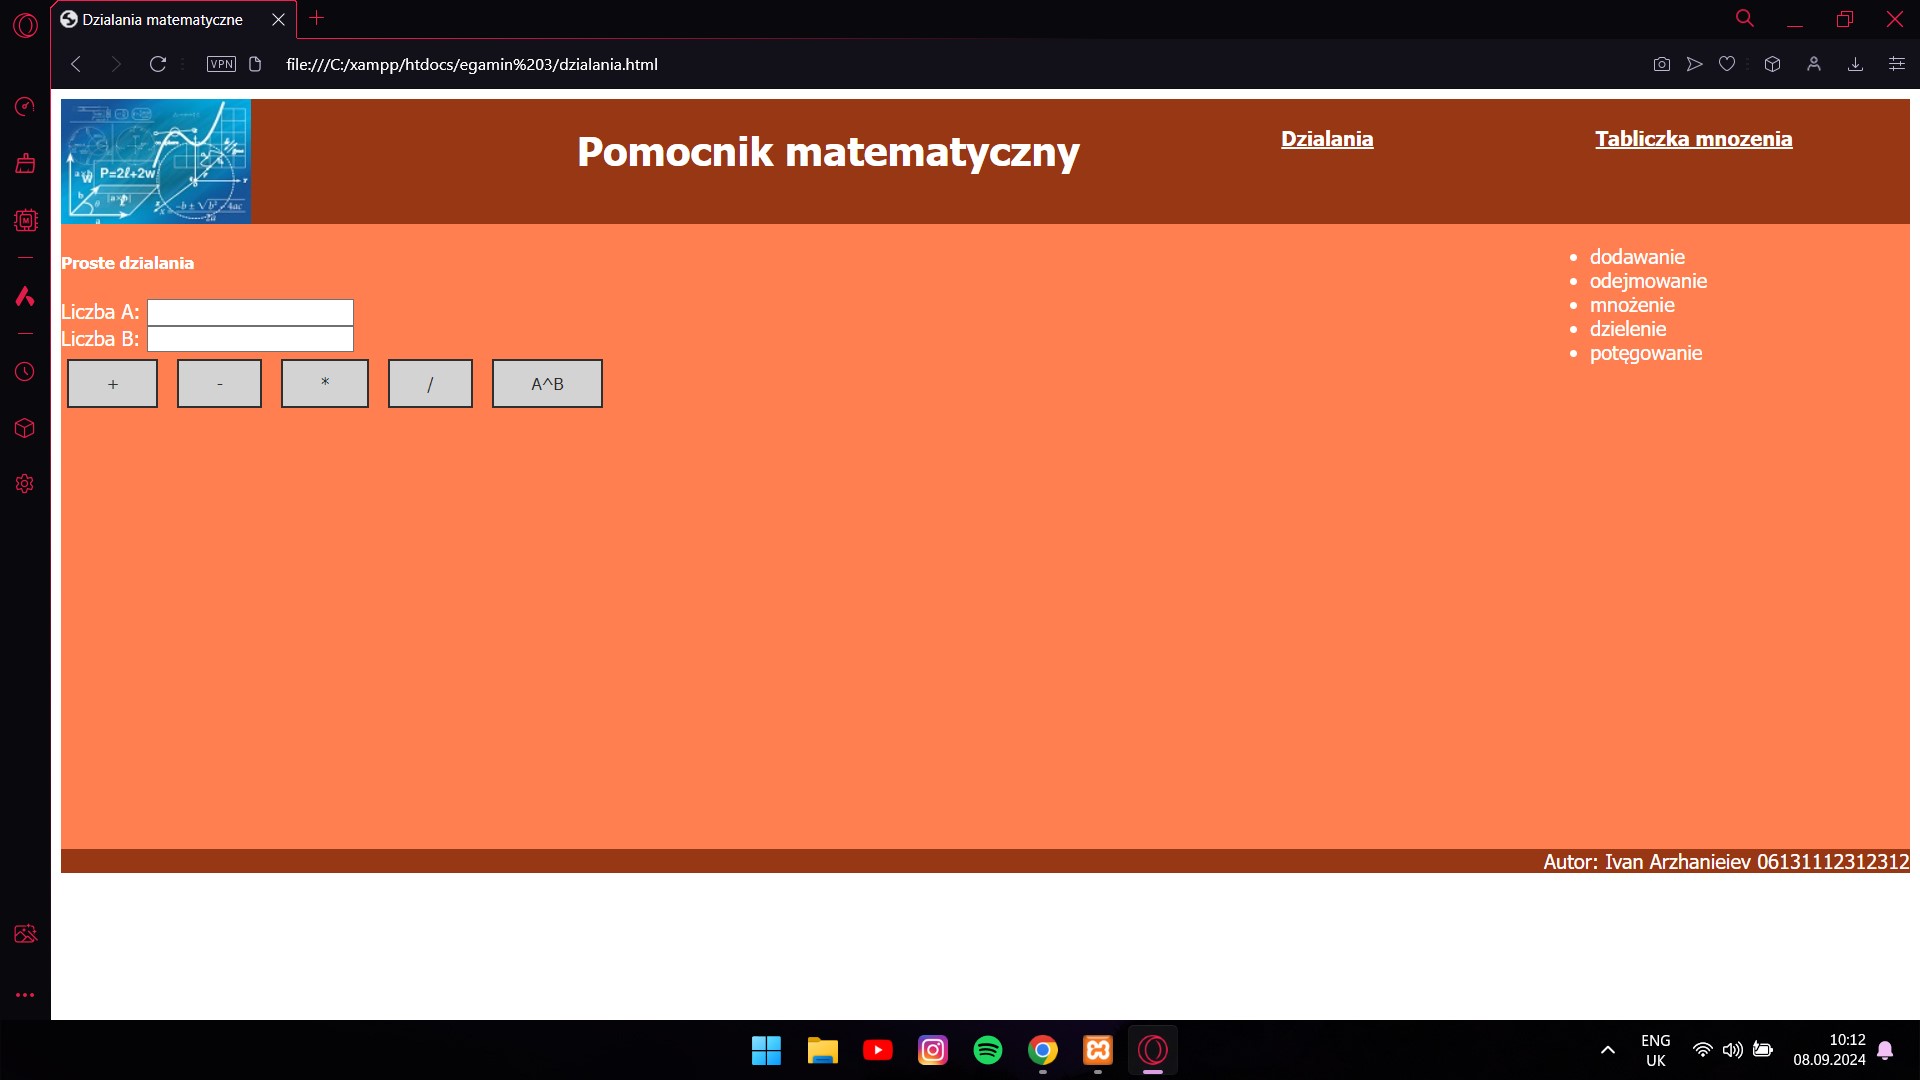 Dzialania matematyczne
VPN
file:///C:/xampp/htdocs/egamin%203/dzialania.html
P=2ℓ+2w
Pomocnik matematyczny
Dzialania
Tabliczka mnozenia
Proste dzialania
Liczba A:
Liczba B:
+
-
*
/
A^B
dodawanie
odejmowanie
mnożenie
dzielenie
potęgowanie
Autor: Ivan Arzhanieiev 06131112312312
ENG
UK
10:12
08.09.2024